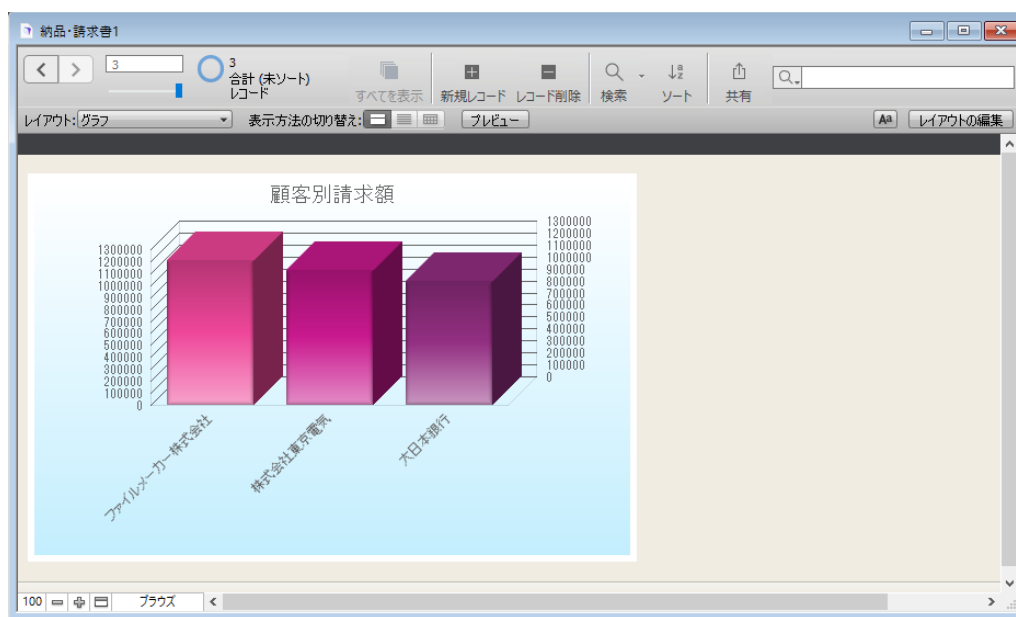 納品・請求書1
3
3
合計 (未ソート)
レコード
すべてを表示
新規レコード
レコード削除
検索
ソート
共有
レイアウト: グラフ
表示方法の切り替え:
プレビュー
Aa
レイアウトの編集
顧客別請求額
1300000
1200000
1100000
1000000
900000
800000
700000
600000
500000
400000
300000
200000
100000
0
1300000
1200000
1100000
1000000
900000
800000
700000
600000
500000
400000
300000
200000
100000
0
ファイルメーカー株式会社
株式会社東京電気
大日本銀行
100
ブラウズ